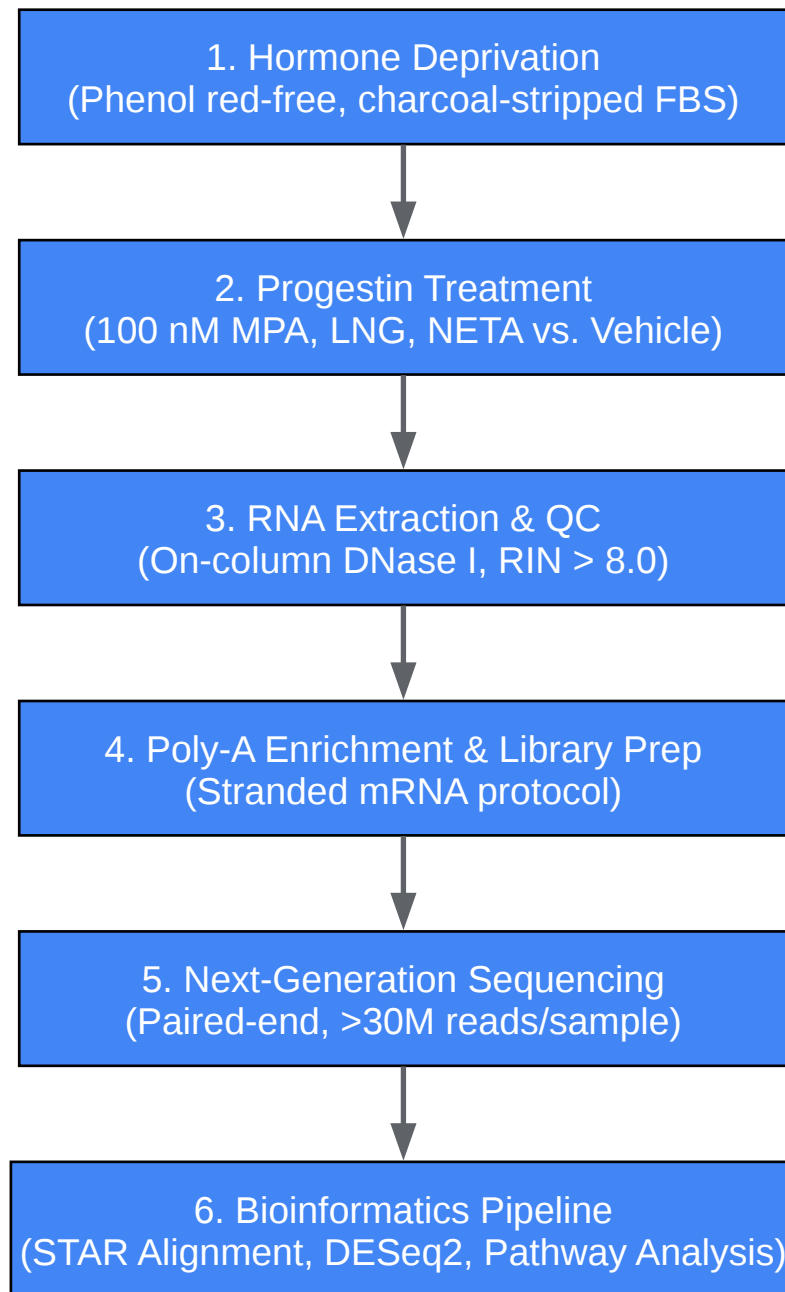 1. Hormone Deprivation
(Phenol red-free, charcoal-stripped FBS)
2. Progestin Treatment
(100 nM MPA, LNG, NETA vs. Vehicle)
3. RNA Extraction & QC
(On-column DNase I, RIN > 8.0)
4. Poly-A Enrichment & Library Prep
(Stranded mRNA protocol)
5. Next-Generation Sequencing
(Paired-end, >30M reads/sample)
6. Bioinformatics Pipeline
(STAR Alignment, DESeq2, Pathway Analysis)